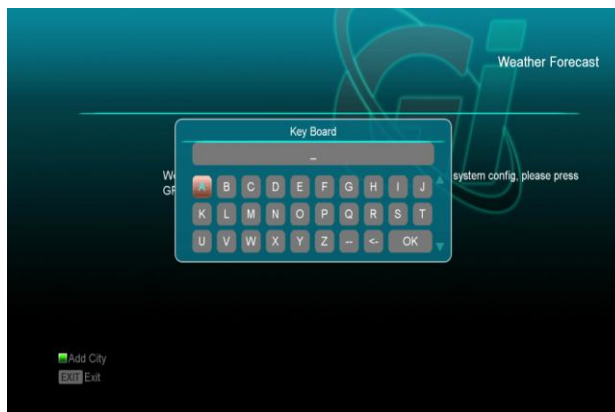 Weather Forecast
Key Board
_
We
system config, please press
GF
A B C D E F G H I J
K L M N O P Q R S T
U V W X Y Z -- <- OK
Add City
EXIT Exit